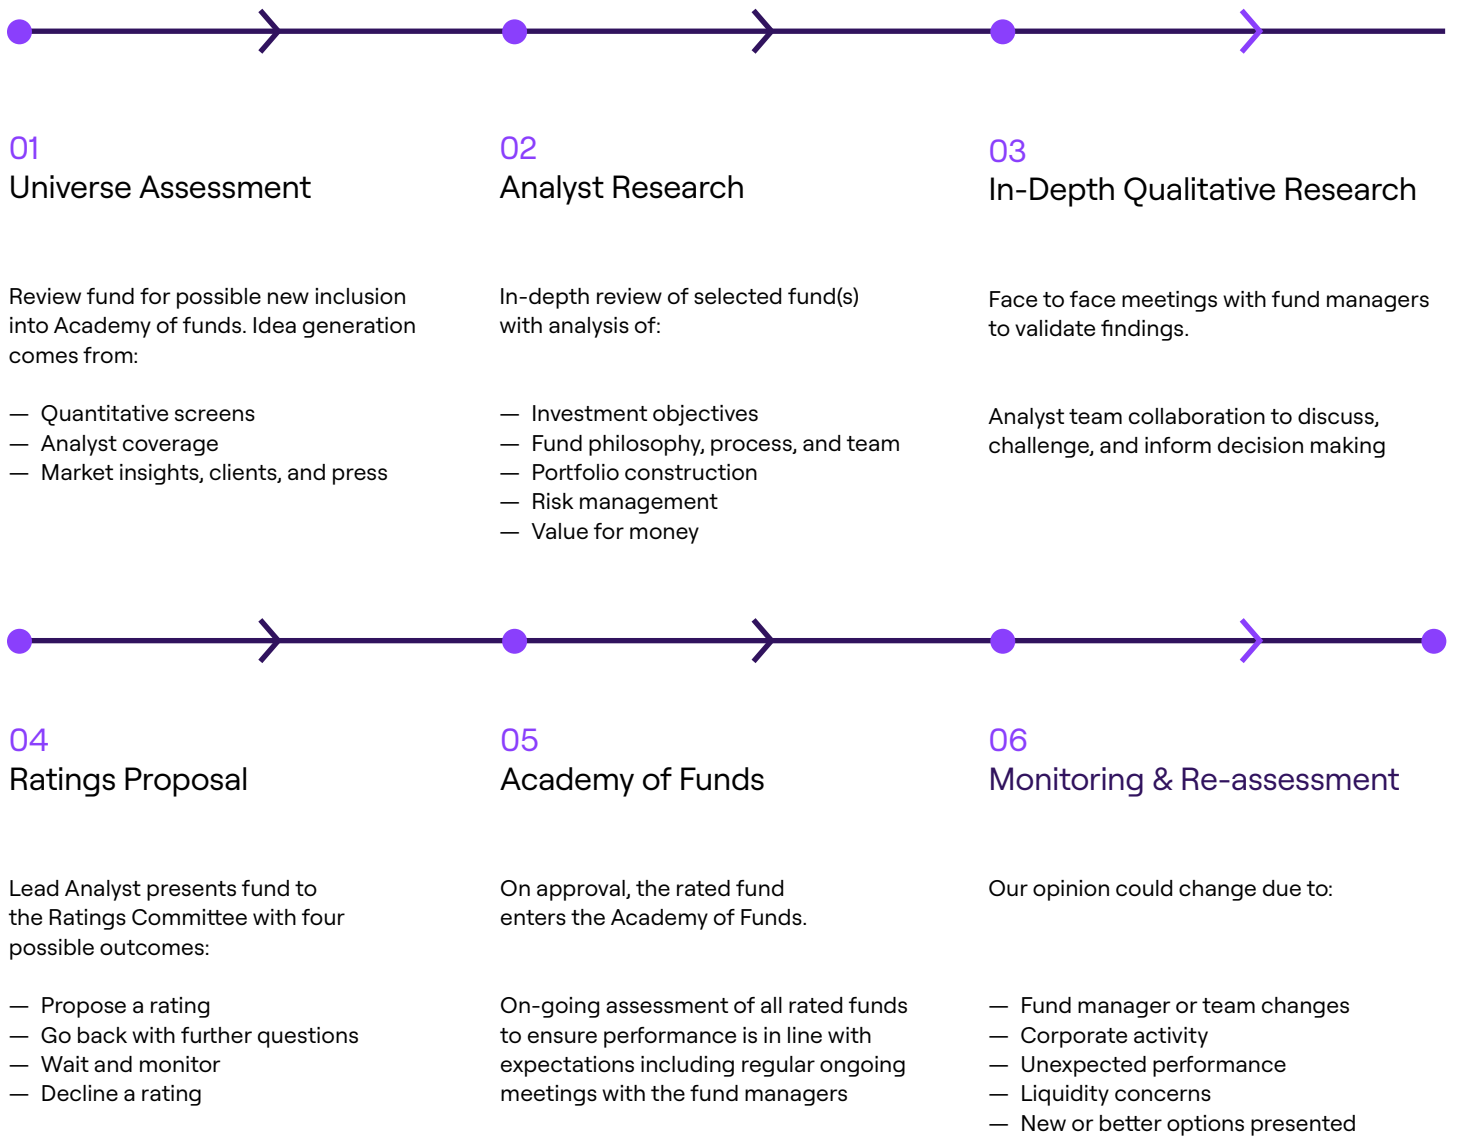 01
Universe Assessment
Review fund for possible new inclusion
into Academy of funds. Idea generation
comes from:
— Quantitative screens
— Analyst coverage
— Market insights, clients, and press
02
Analyst Research
In-depth review of selected fund(s)
with analysis of:
— Investment objectives
— Fund philosophy, process, and team
— Portfolio construction
— Risk management
— Value for money
03
In-Depth Qualitative Research
Face to face meetings with fund managers
to validate findings.
Analyst team collaboration to discuss,
challenge, and inform decision making
04
Ratings Proposal
Lead Analyst presents fund to
the Ratings Committee with four
possible outcomes:
— Propose a rating
— Go back with further questions
— Wait and monitor
— Decline a rating
05
Academy of Funds
On approval, the rated fund
enters the Academy of Funds.
On-going assessment of all rated funds
to ensure performance is in line with
expectations including regular ongoing
meetings with the fund managers
06
Monitoring & Re-assessment
Our opinion could change due to:
— Fund manager or team changes
— Corporate activity
— Unexpected performance
— Liquidity concerns
— New or better options presented